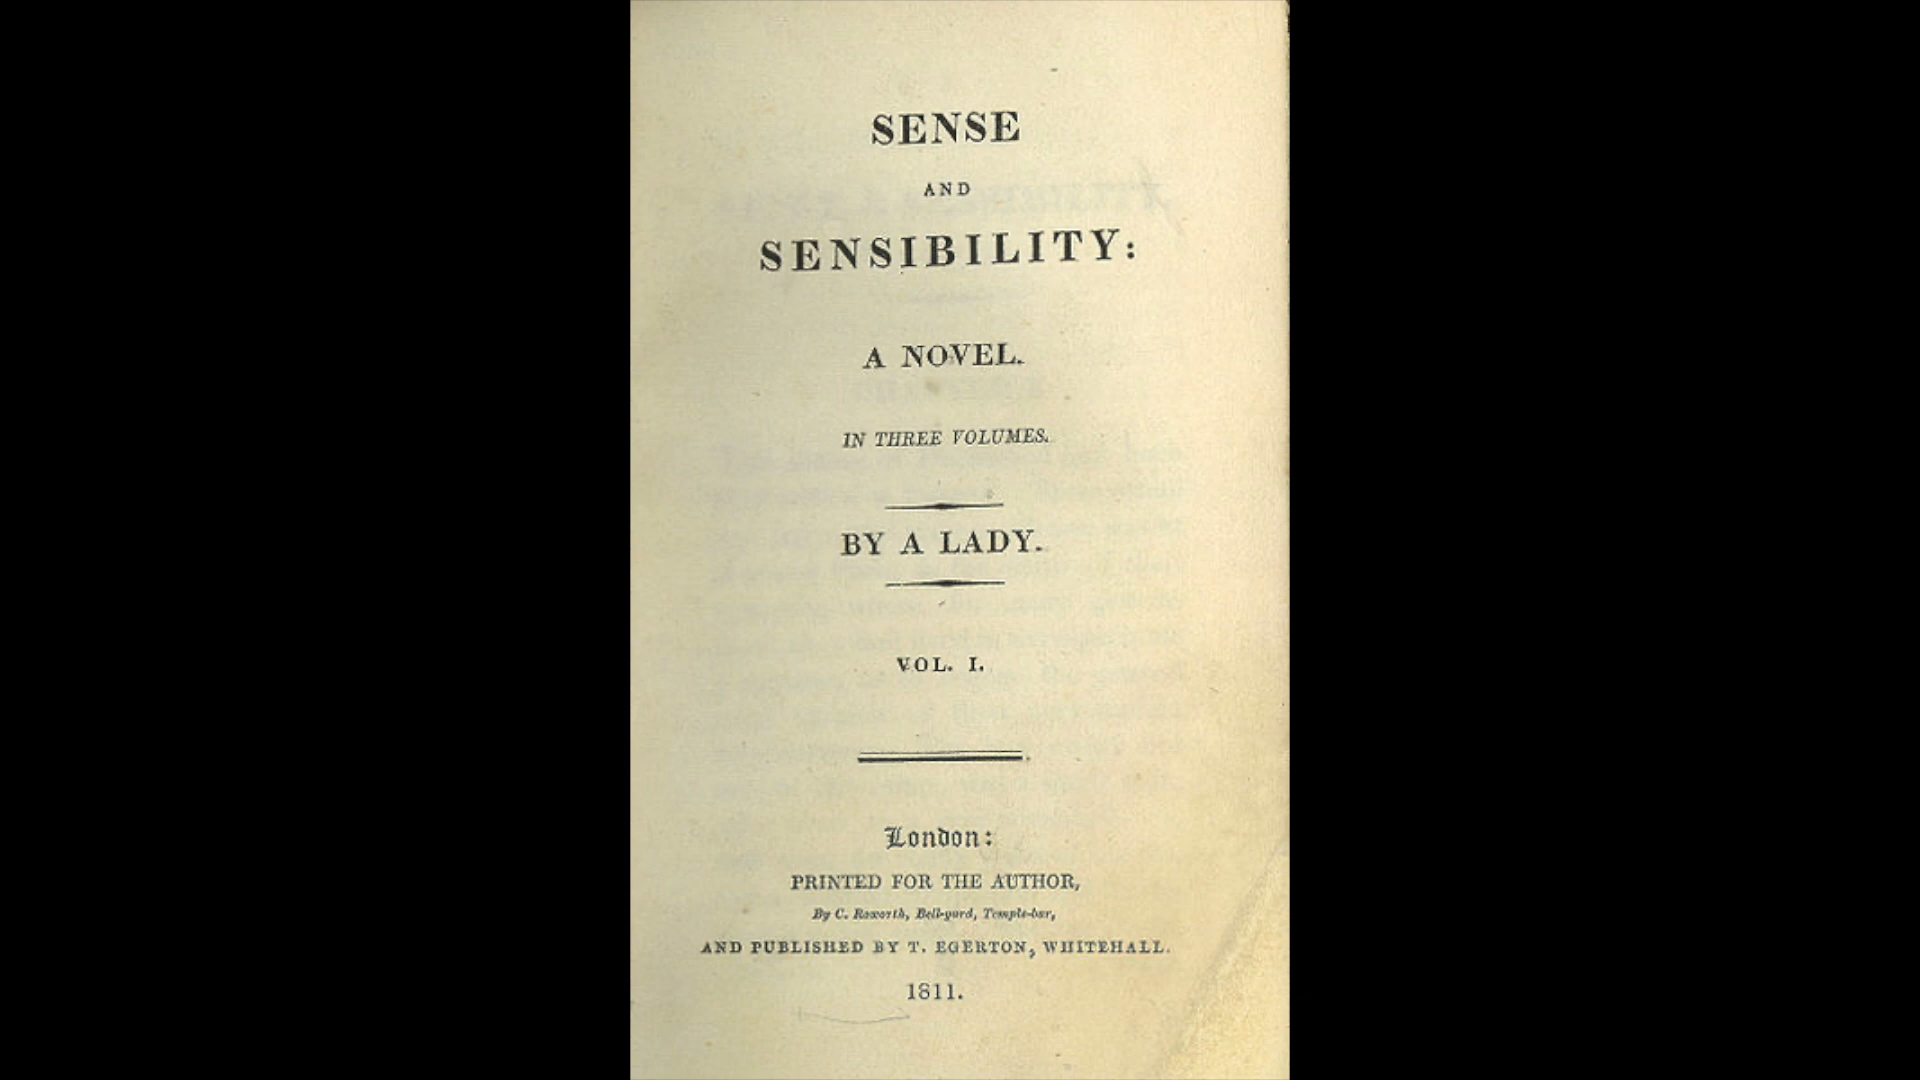 SENSE
AND
SENSIBILITY:
A NOVEL.
IN THREE VOLUMES.
BY A LADY.
VOL. I.
London:
PRINTED FOR THE AUTHOR,
By C. Roworth, Bell-yard, Temple-bar,
AND PUBLISHED BY T. EGERTON, WHITEHALL.
1811.